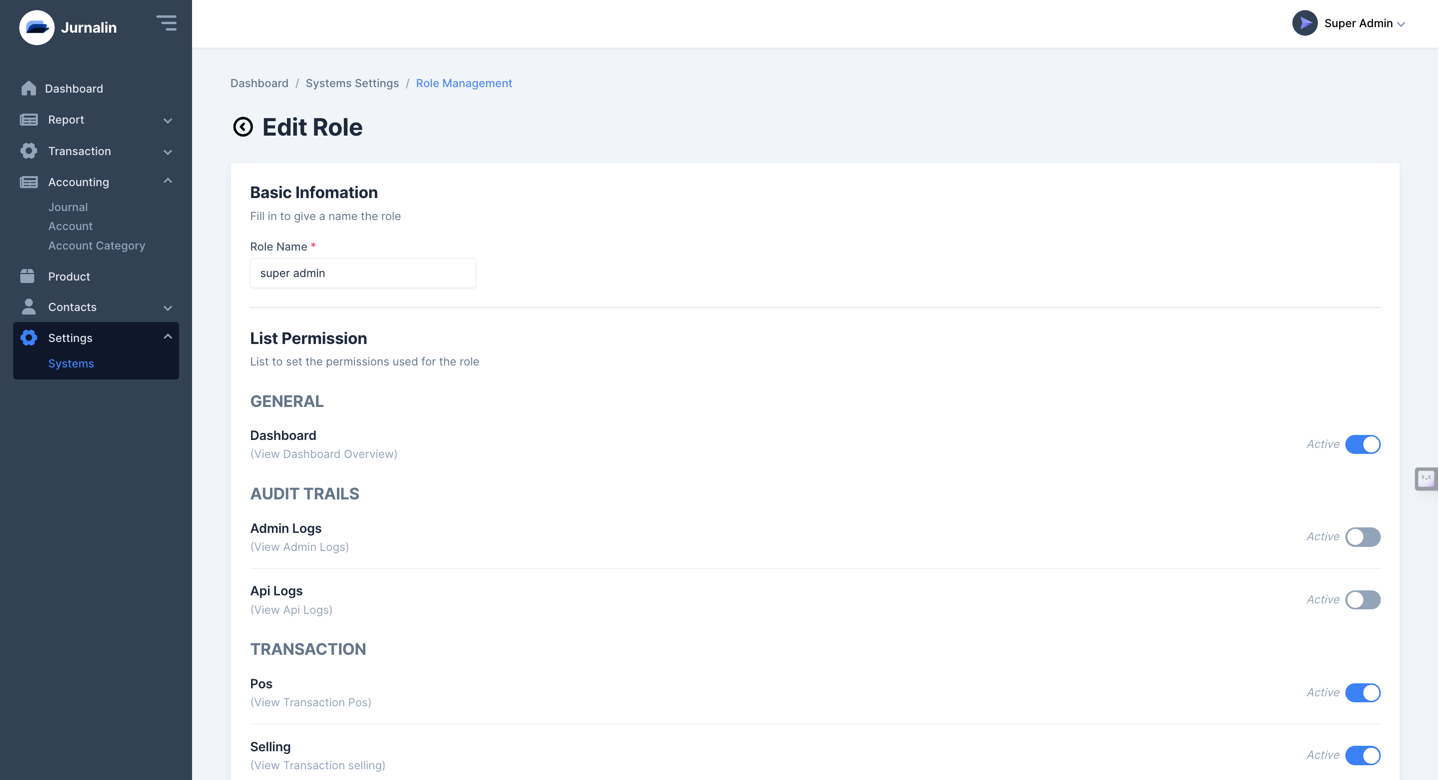 Jurnalin
Super Admin
Dashboard
Report
Transaction
Accounting
Journal
Account
Account Category
Product
Contacts
Settings
Systems
Dashboard / Systems Settings / Role Management
Edit Role
Basic Infomation
Fill in to give a name the role
Role Name *
super admin
List Permission
List to set the permissions used for the role
GENERAL
Dashboard
(View Dashboard Overview)
Active
AUDIT TRAILS
Admin Logs
(View Admin Logs)
Active
Api Logs
(View Api Logs)
Active
TRANSACTION
Pos
(View Transaction Pos)
Active
Selling
(View Transaction selling)
Active